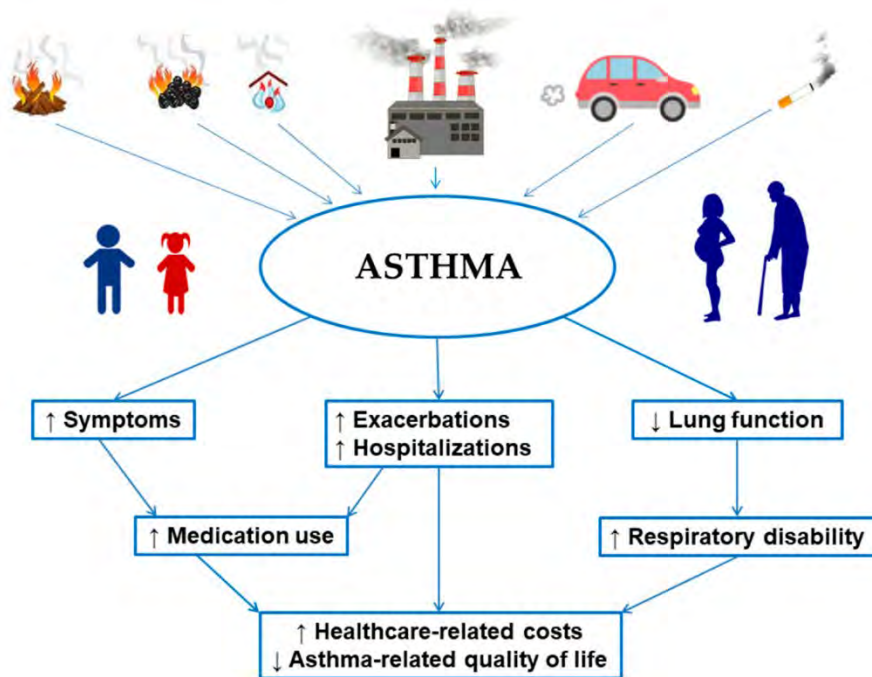 ASTHMA
↑ Symptoms
↑ Exacerbations
↑ Hospitalizations
↓ Lung function
↑ Medication use
↑ Respiratory disability
↑ Healthcare-related costs
↓ Asthma-related quality of life